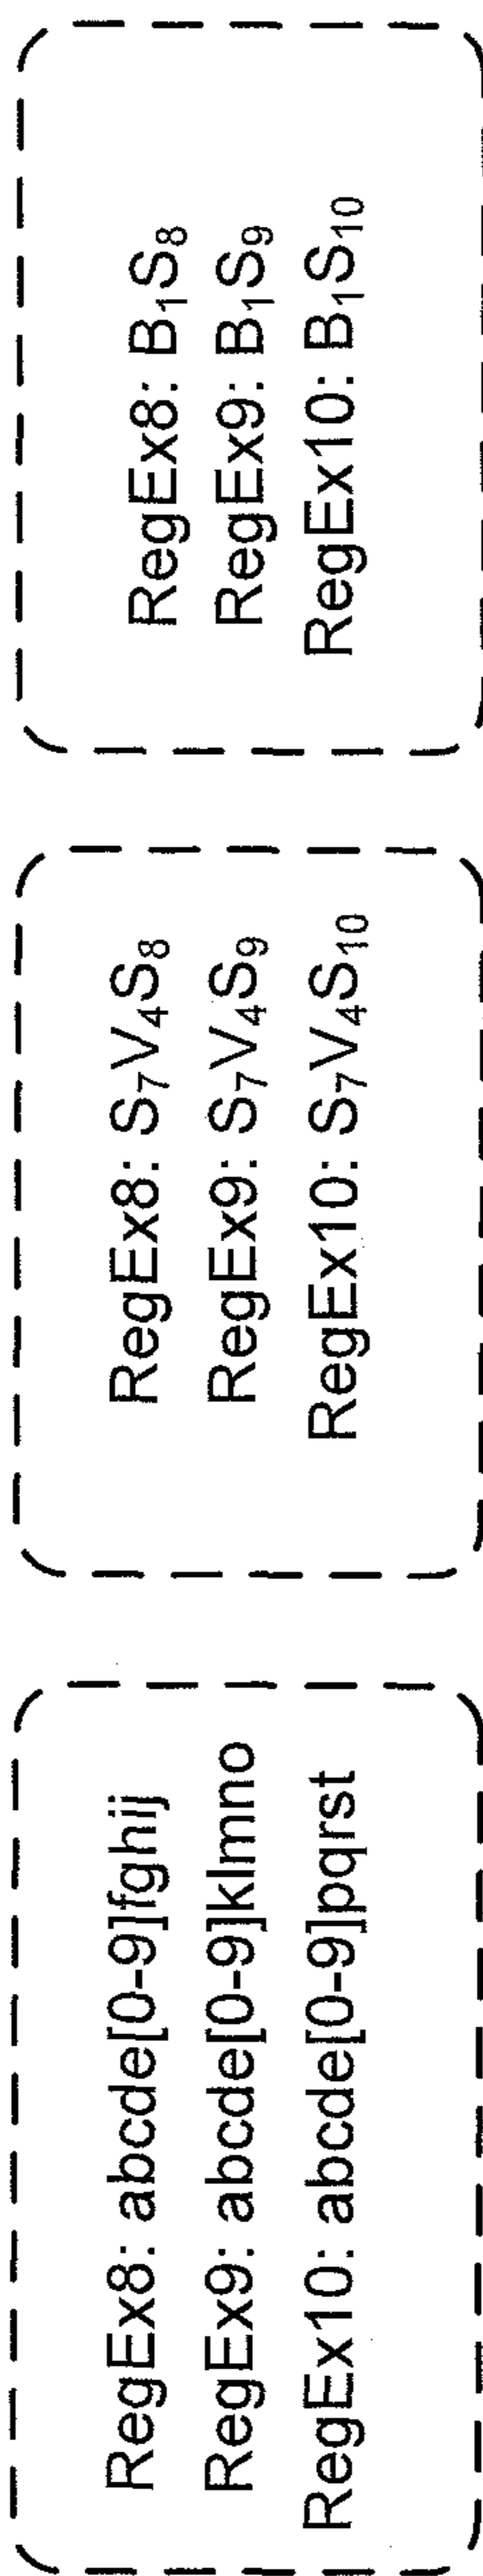 RegEx8: abcde[0-9]fghij
RegEx9: abcde[0-9]klmno
RegEx10: abcde[0-9]pqrst
RegEx8: S₇V₄S₈
RegEx9: S₇V₄S₉
RegEx10: S₇V₄S₁₀
RegEx8: B₁S₈
RegEx9: B₁S₉
RegEx10: B₁S₁₀